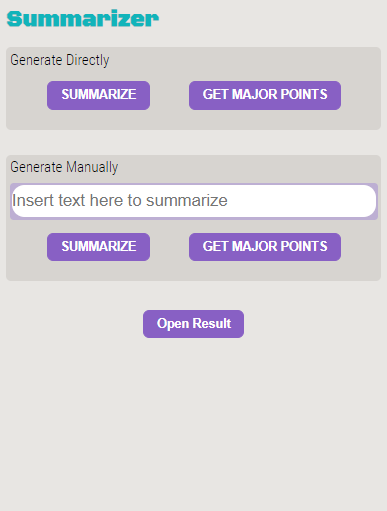 Summarizer
Generate Directly
SUMMARIZE GET MAJOR POINTS
Generate Manually
Insert text here to summarize
SUMMARIZE GET MAJOR POINTS
Open Result